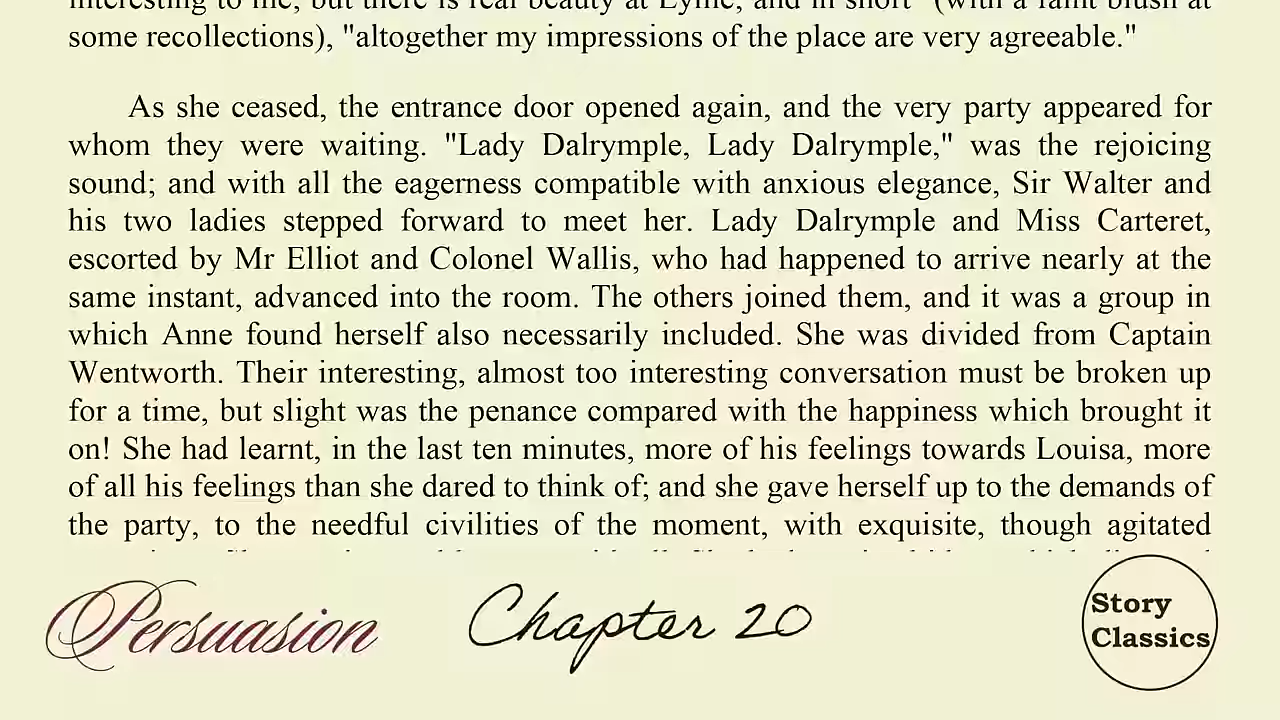 some recollections), "altogether my impressions of the place are very agreeable."
As she ceased, the entrance door opened again, and the very party appeared for
whom they were waiting. "Lady Dalrymple, Lady Dalrymple," was the rejoicing
sound; and with all the eagerness compatible with anxious elegance, Sir Walter and
his two ladies stepped forward to meet her. Lady Dalrymple and Miss Carteret,
escorted by Mr Elliot and Colonel Wallis, who had happened to arrive nearly at the
same instant, advanced into the room. The others joined them, and it was a group in
which Anne found herself also necessarily included. She was divided from Captain
Wentworth. Their interesting, almost too interesting conversation must be broken up
for a time, but slight was the penance compared with the happiness which brought it
on! She had learnt, in the last ten minutes, more of his feelings towards Louisa, more
of all his feelings than she dared to think of; and she gave herself up to the demands of
the party, to the needful civilities of the moment, with exquisite, though agitated
Persuasion
Chapter 20
Story
Classics